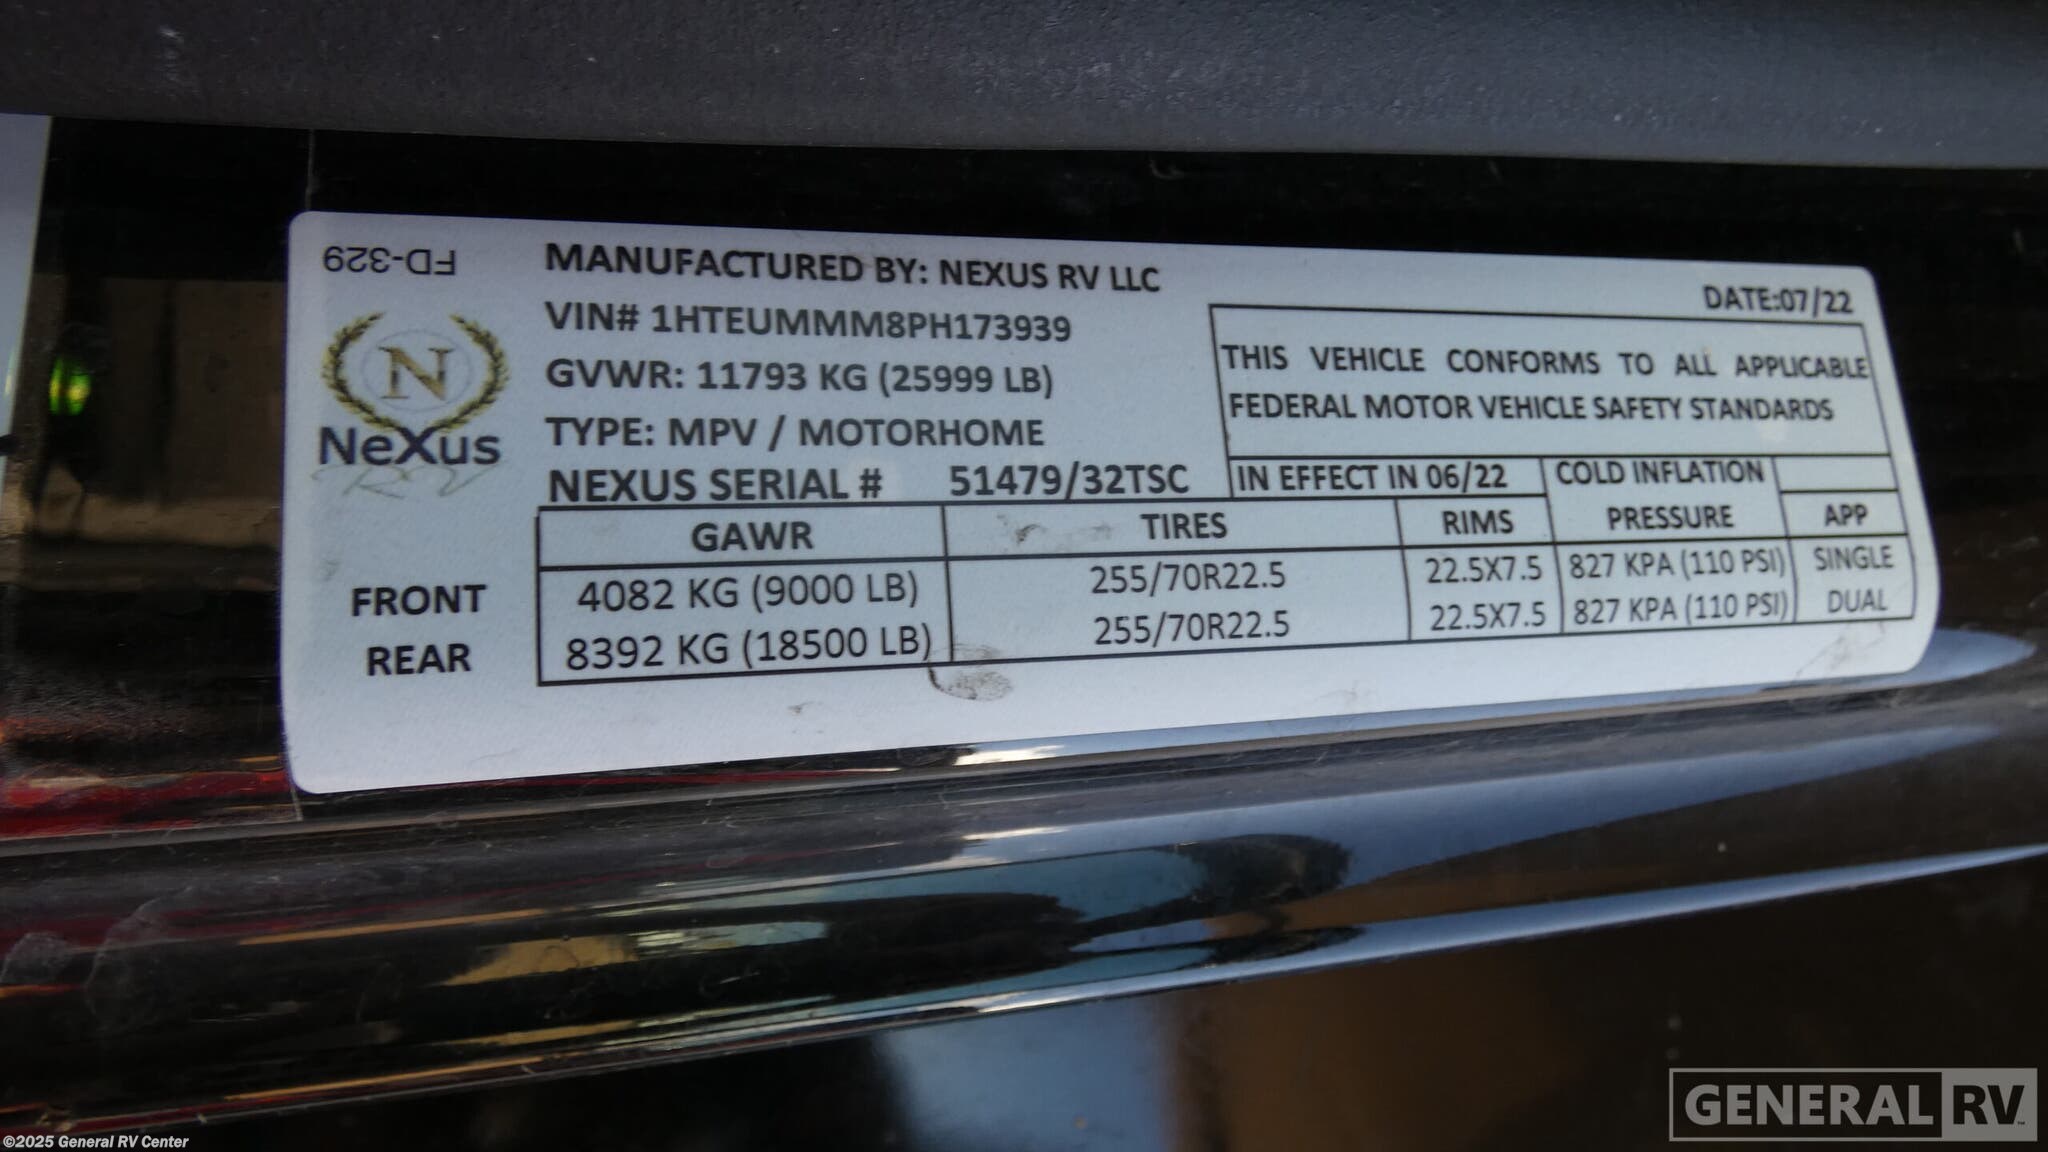 FD-329
MANUFACTURED BY: NEXUS RV LLC
DATE:07/22
VIN# 1HTEUMMM8PH173939
GVWR: 11793 KG (25999 LB)
TYPE: MPV / MOTORHOME
NEXUS SERIAL # 51479/32TSC
N
NeXus
RV
THIS VEHICLE CONFORMS TO ALL APPLICABLE
FEDERAL MOTOR VEHICLE SAFETY STANDARDS
IN EFFECT IN 06/22
GAWR TIRES RIMS COLD INFLATION PRESSURE APP
FRONT 4082 KG (9000 LB) 255/70R22.5 22.5X7.5 827 KPA (110 PSI) SINGLE
REAR 8392 KG (18500 LB) 255/70R22.5 22.5X7.5 827 KPA (110 PSI) DUAL
GENERAL RV
©2025 General RV Center